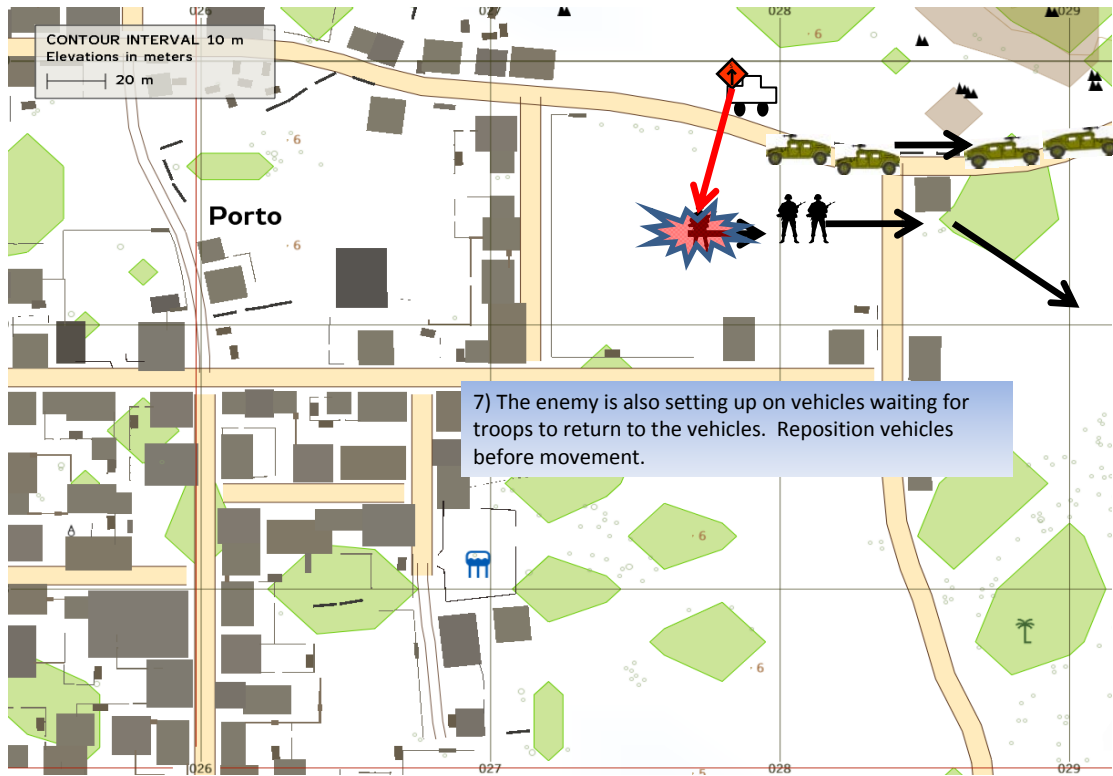 026
027
028
029
CONTOUR INTERVAL 10 m
Elevations in meters
20 m
6
6
6
Porto
6
7) The enemy is also setting up on vehicles waiting for
troops to return to the vehicles.  Reposition vehicles
before movement.
6
6
026
027
028
029
5